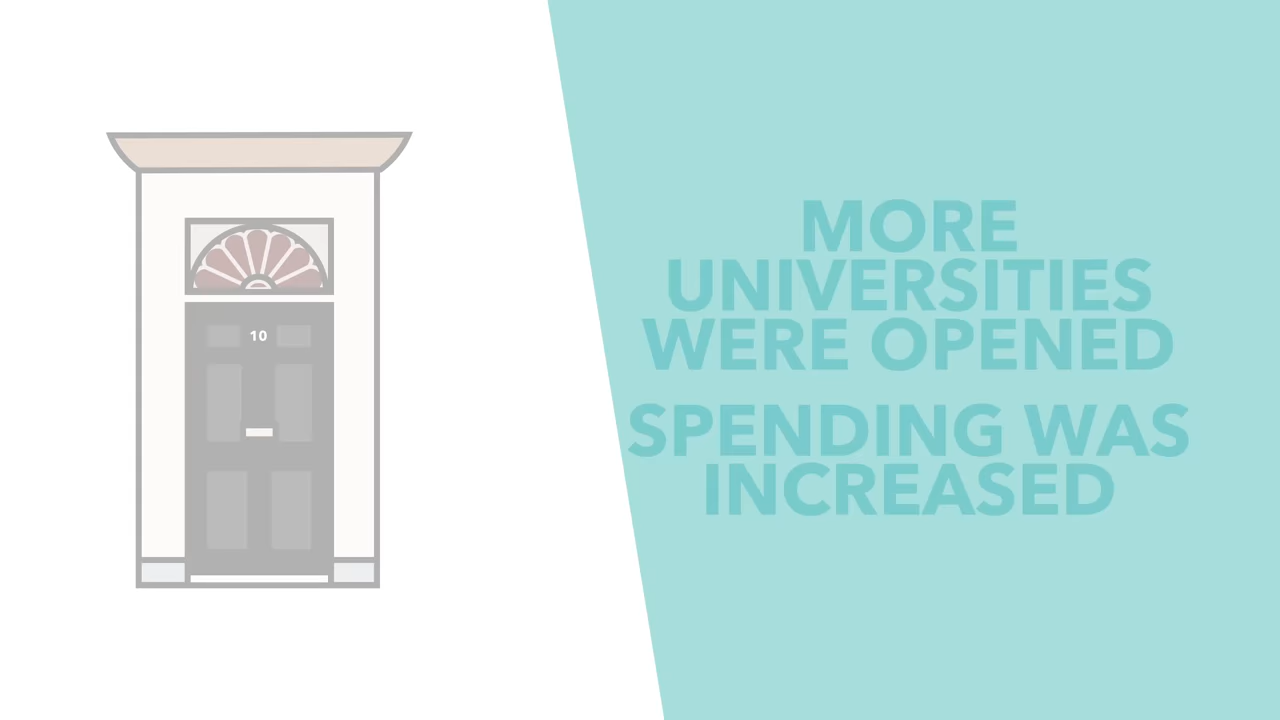 10
MORE
UNIVERSITIES
WERE OPENED
SPENDING WAS
INCREASED